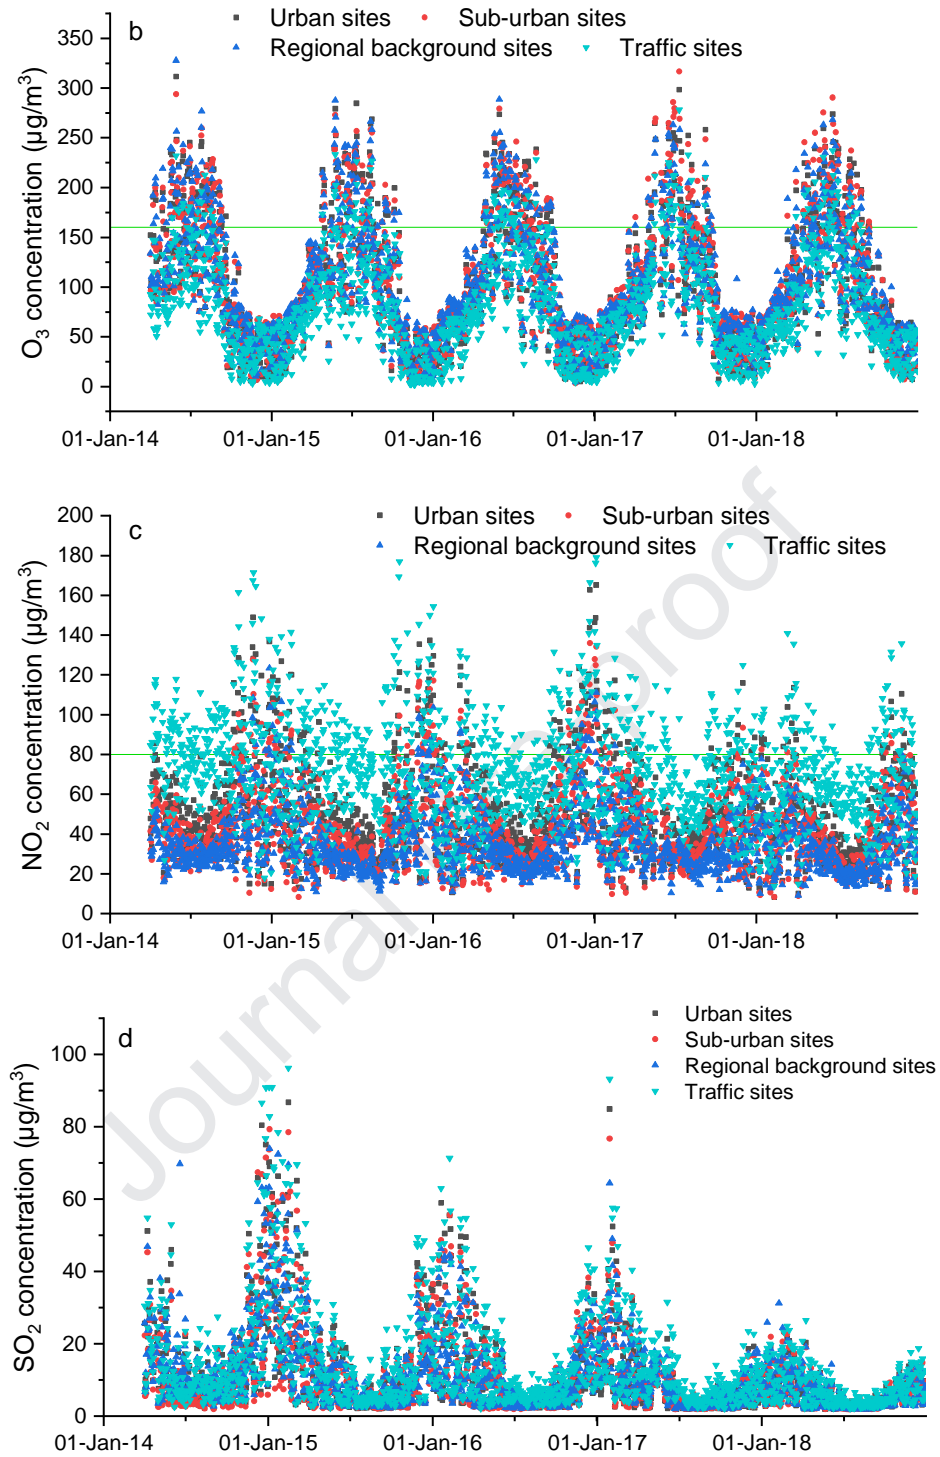 b
Urban sites
Sub-urban sites
Regional background sites
Traffic sites
350
300
250
200
150
100
50
0
O3 concentration (μg/m3)
01-Jan-14
01-Jan-15
01-Jan-16
01-Jan-17
01-Jan-18
c
Urban sites
Sub-urban sites
Regional background sites
Traffic sites
200
180
160
140
120
100
80
60
40
20
0
NO2 concentration (μg/m3)
01-Jan-14
01-Jan-15
01-Jan-16
01-Jan-17
01-Jan-18
d
Urban sites
Sub-urban sites
Regional background sites
Traffic sites
100
80
60
40
20
0
SO2 concentration (μg/m3)
01-Jan-14
01-Jan-15
01-Jan-16
01-Jan-17
01-Jan-18
Journal Pre-proof